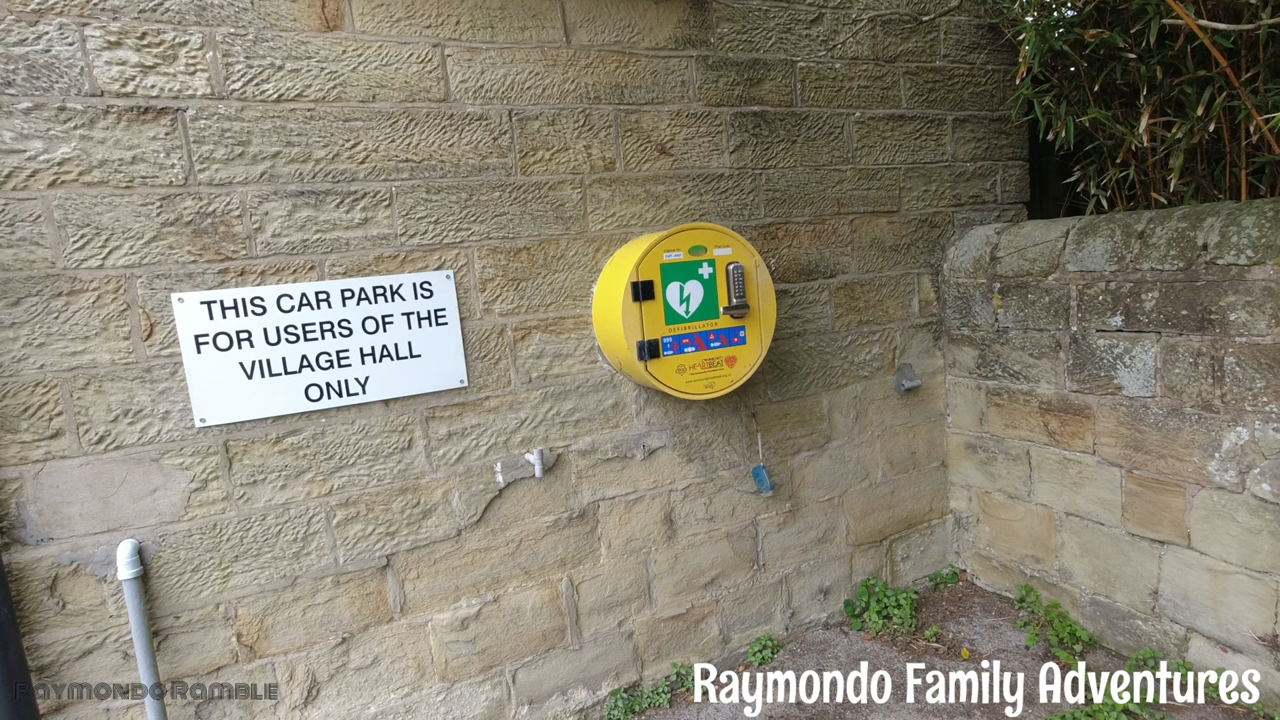 THIS CAR PARK IS
FOR USERS OF THE
VILLAGE HALL
ONLY
DEFIBRILLATOR
HEARTBEAT
RAYMONDO RAMBLE
Raymondo Family Adventures